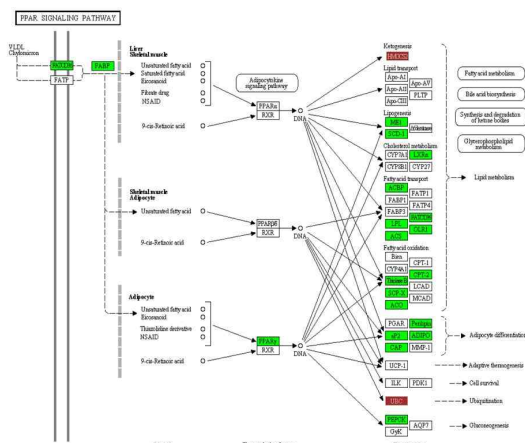 PPAR SIGNALING PATHWAY
VLDL
Chylomicron
FATCD36
FATP
FABP
Liver
Skeletal muscle
Unsaturated fatty acid
Saturated fatty acid
Eicosanoid
Fibrate drug
NSAID
9-cis-Retinoic acid
Adipocytokine
signaling pathway
PPARα
RXR
DNA
Skeletal muscle
Adipocyte
Unsaturated fatty acid
9-cis-Retinoic acid
PPARβ/δ
RXR
DNA
Adipocyte
Unsaturated fatty acid
Eicosanoid
Thiazolidine derivative
NSAID
9-cis-Retinoic acid
PPARγ
RXR
DNA
Ketogenesis
Lipid transport
Apo-AI
Apo-AII
Apo-CIII
Apo-AV
PLTP
Lipogenesis
ME1
SCD-1
Cholesterol metabolism
CYP7A1
LXRα
CYP8B1
CYP27
Fatty acid transport
ACBP
FABP1
FATP1
FABP3
FATP4
LPL
FATCD36
ACS
OLR1
Fatty acid oxidation
Bien
CPT-1
CYP4A1
CPT-2
LCAD
SCP-X
MCAD
ACO
PGAR
Perilipin
aP2
ADIPO
CAP
MMP-1
UCP-1
ILK
PDK1
UBC
PEPCK
GyK
AQP7
Fatty acid metabolism
Bile acid biosynthesis
Synthesis and degradation
of ketone bodies
Glycerophospholipid
metabolism
Lipid metabolism
Adipocyte differentiation
Adaptive thermogenesis
Cell survival
Ubiquitination
Gluconeogenesis